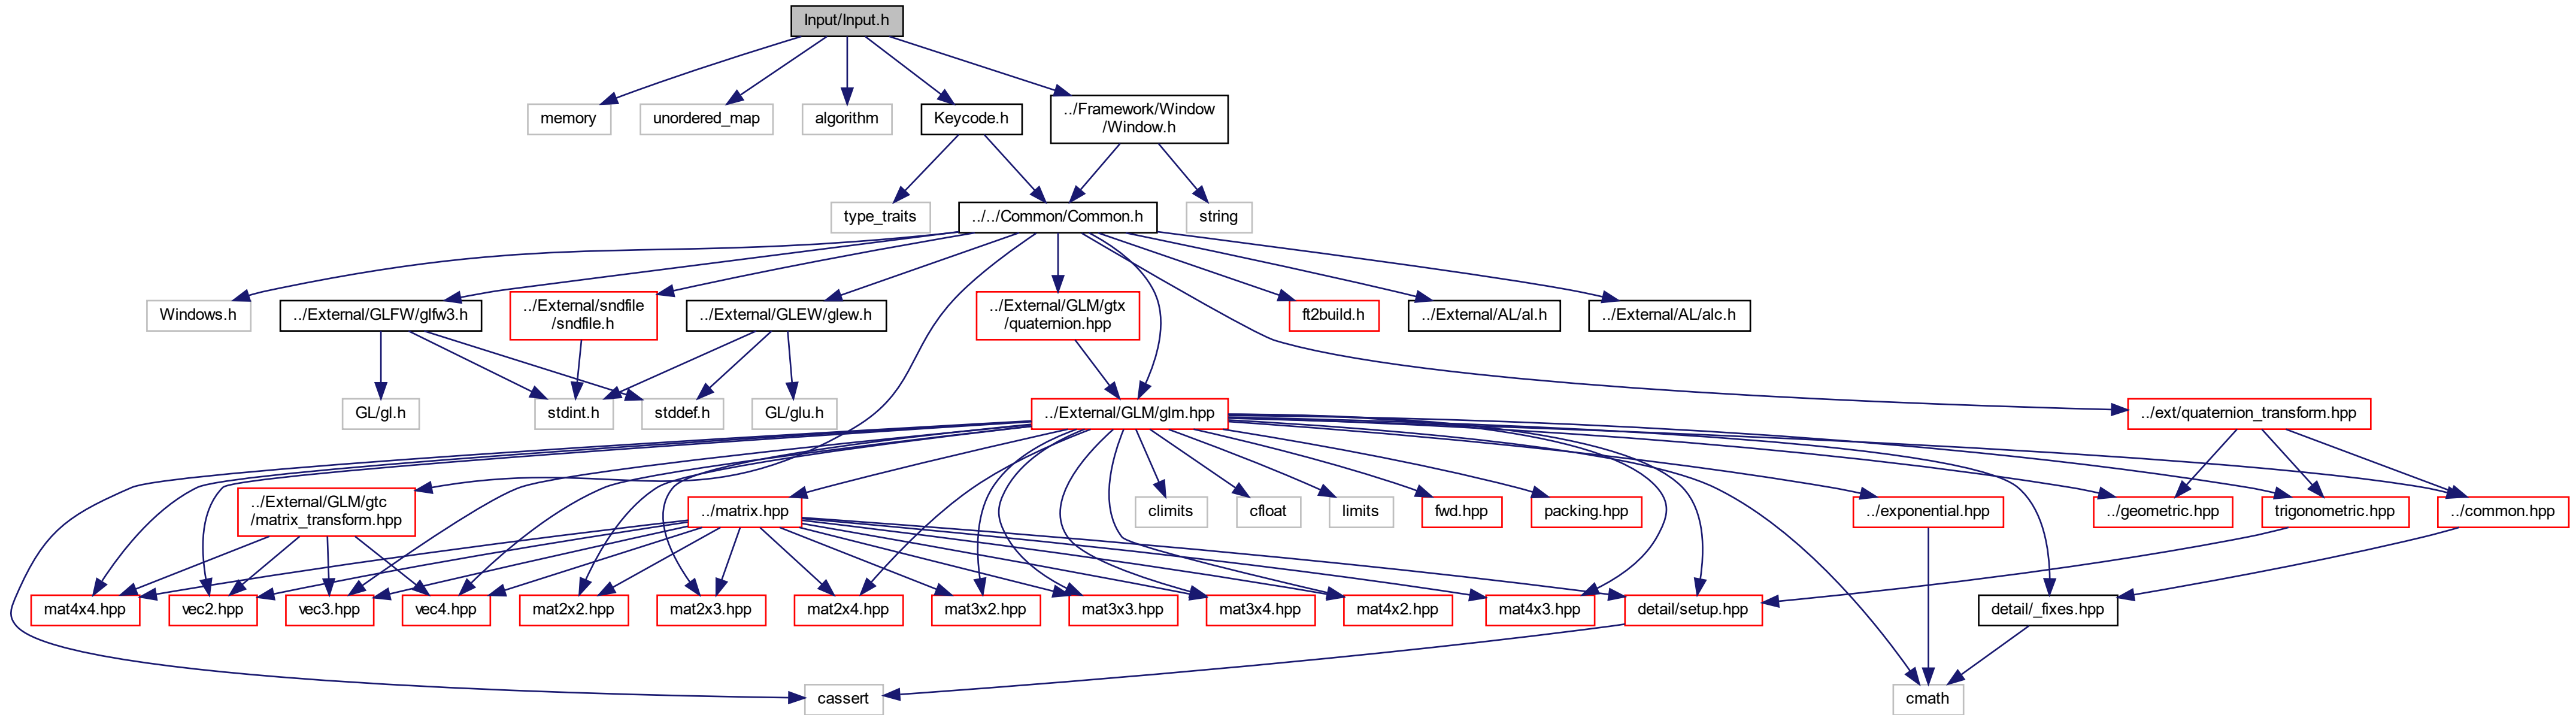 Input/Input.h
memory
unordered_map
algorithm
Keycode.h
../Framework/Window
/Window.h
type_traits
../../Common/Common.h
string
Windows.h
../External/GLFW/glfw3.h
../External/sndfile
/sndfile.h
../External/GLEW/glew.h
../External/GLM/gtx
/quaternion.hpp
ft2build.h
../External/AL/al.h
../External/AL/alc.h
GL/gl.h
stdint.h
stddef.h
GL/glu.h
../External/GLM/glm.hpp
../ext/quaternion_transform.hpp
../External/GLM/gtc
/matrix_transform.hpp
../matrix.hpp
climits
cfloat
limits
fwd.hpp
packing.hpp
../exponential.hpp
../geometric.hpp
trigonometric.hpp
../common.hpp
mat4x4.hpp
vec2.hpp
vec3.hpp
vec4.hpp
mat2x2.hpp
mat2x3.hpp
mat2x4.hpp
mat3x2.hpp
mat3x3.hpp
mat3x4.hpp
mat4x2.hpp
mat4x3.hpp
detail/setup.hpp
detail/_fixes.hpp
cassert
cmath